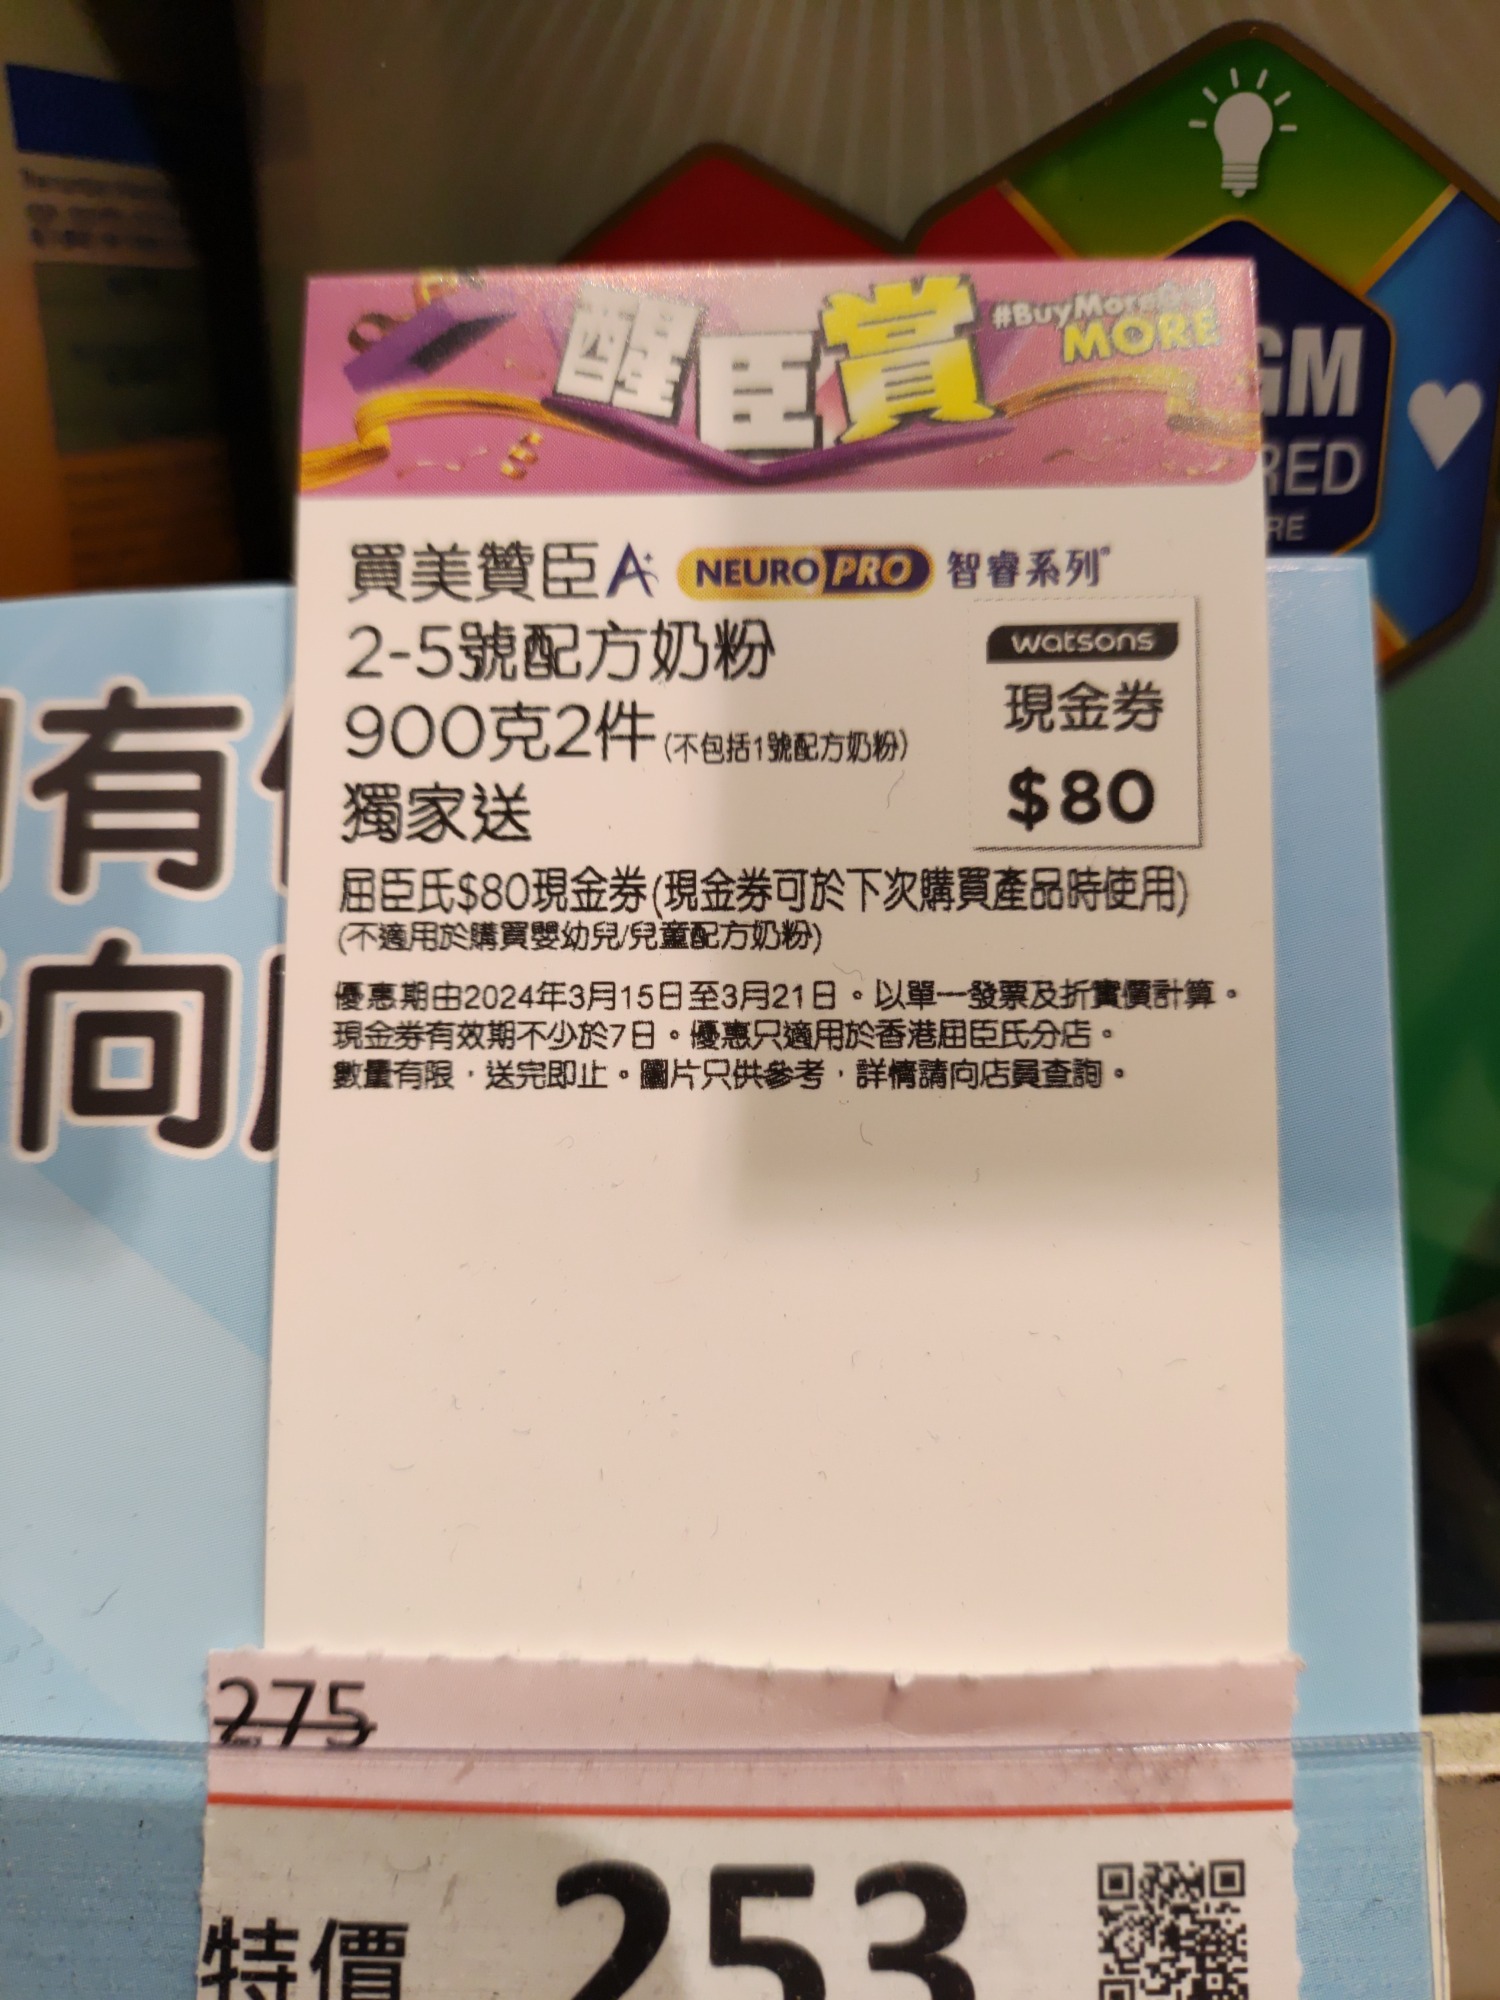 醒臣賞
#BuyMoreGet
MORE
GM
RED
RE
買美贊臣A+ NEUROPRO 智睿系列®
2-5號配方奶粉
900克2件(不包括1號配方奶粉)
獨家送
watsons
現金券
$80
屈臣氏$80現金券(現金券可於下次購買產品時使用)
(不適用於購買嬰幼兒/兒童配方奶粉)
優惠期由2024年3月15日至3月21日。以單一發票及折實價計算。
現金券有效期不少於7日。優惠只適用於香港屈臣氏分店。
數量有限,送完即止。圖片只供參考,詳情請向店員查詢。
有
向
275
特價 253